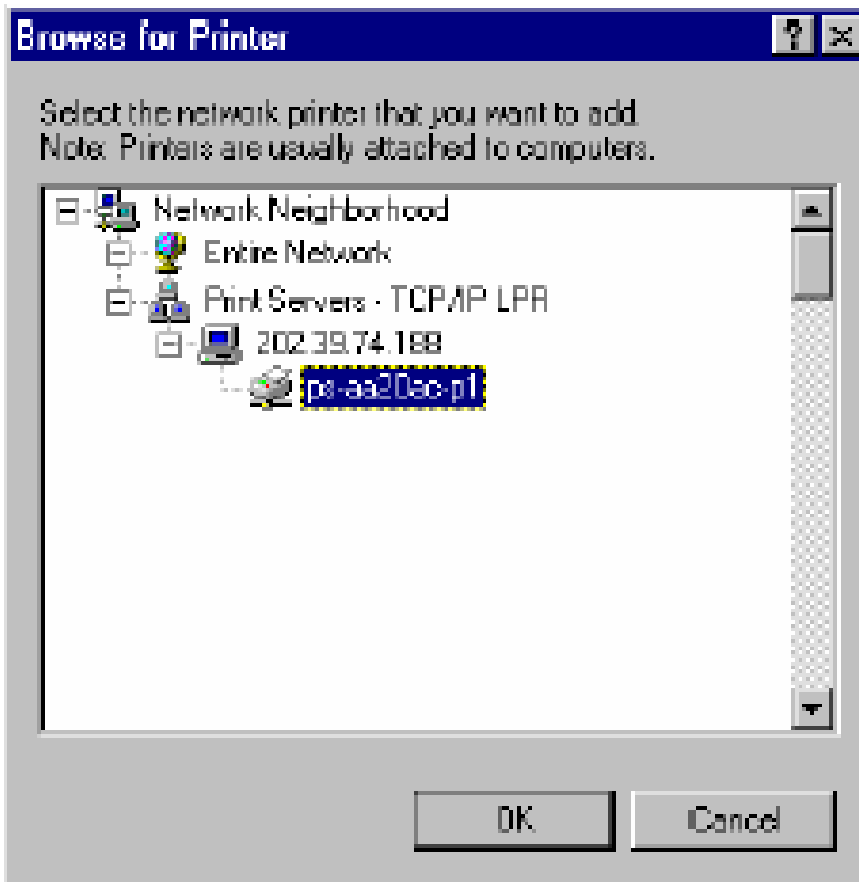 Browse for Printer
Select the network printer that you want to add.
Note: Printers are usually attached to computers.
Network Neighborhood
Entire Network
Print Servers - TCP/IP LPR
202.39.74.188
ps-aa20ac-p1
OK
Cancel